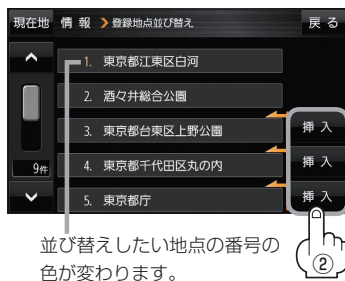 現在地 情 報 登録地点並び替え 戻 る
1. 東京都江東区白河
2. 酒々井総合公園
3. 東京都台東区上野公園 挿 入
9件 4. 東京都千代田区丸の内 挿 入
5. 東京都庁 挿 入
並び替えしたい地点の番号の
色が変わります。
②